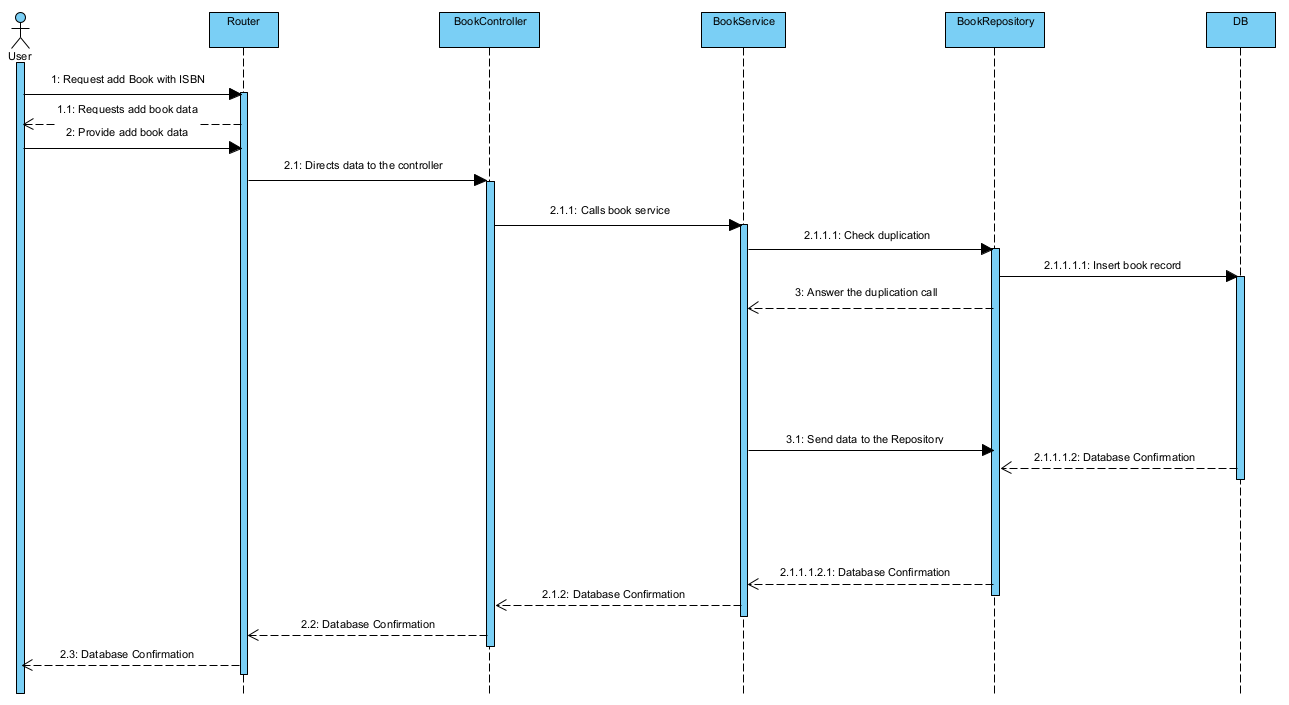 Router
BookController
BookService
BookRepository
DB
User
1: Request add Book with ISBN
1.1: Requests add book data
2: Provide add book data
2.1: Directs data to the controller
2.1.1: Calls book service
2.1.1.1: Check duplication
2.1.1.1.1: Insert book record
3: Answer the duplication call
3.1: Send data to the Repository
2.1.1.1.2: Database Confirmation
2.1.1.1.2.1: Database Confirmation
2.1.2: Database Confirmation
2.2: Database Confirmation
2.3: Database Confirmation